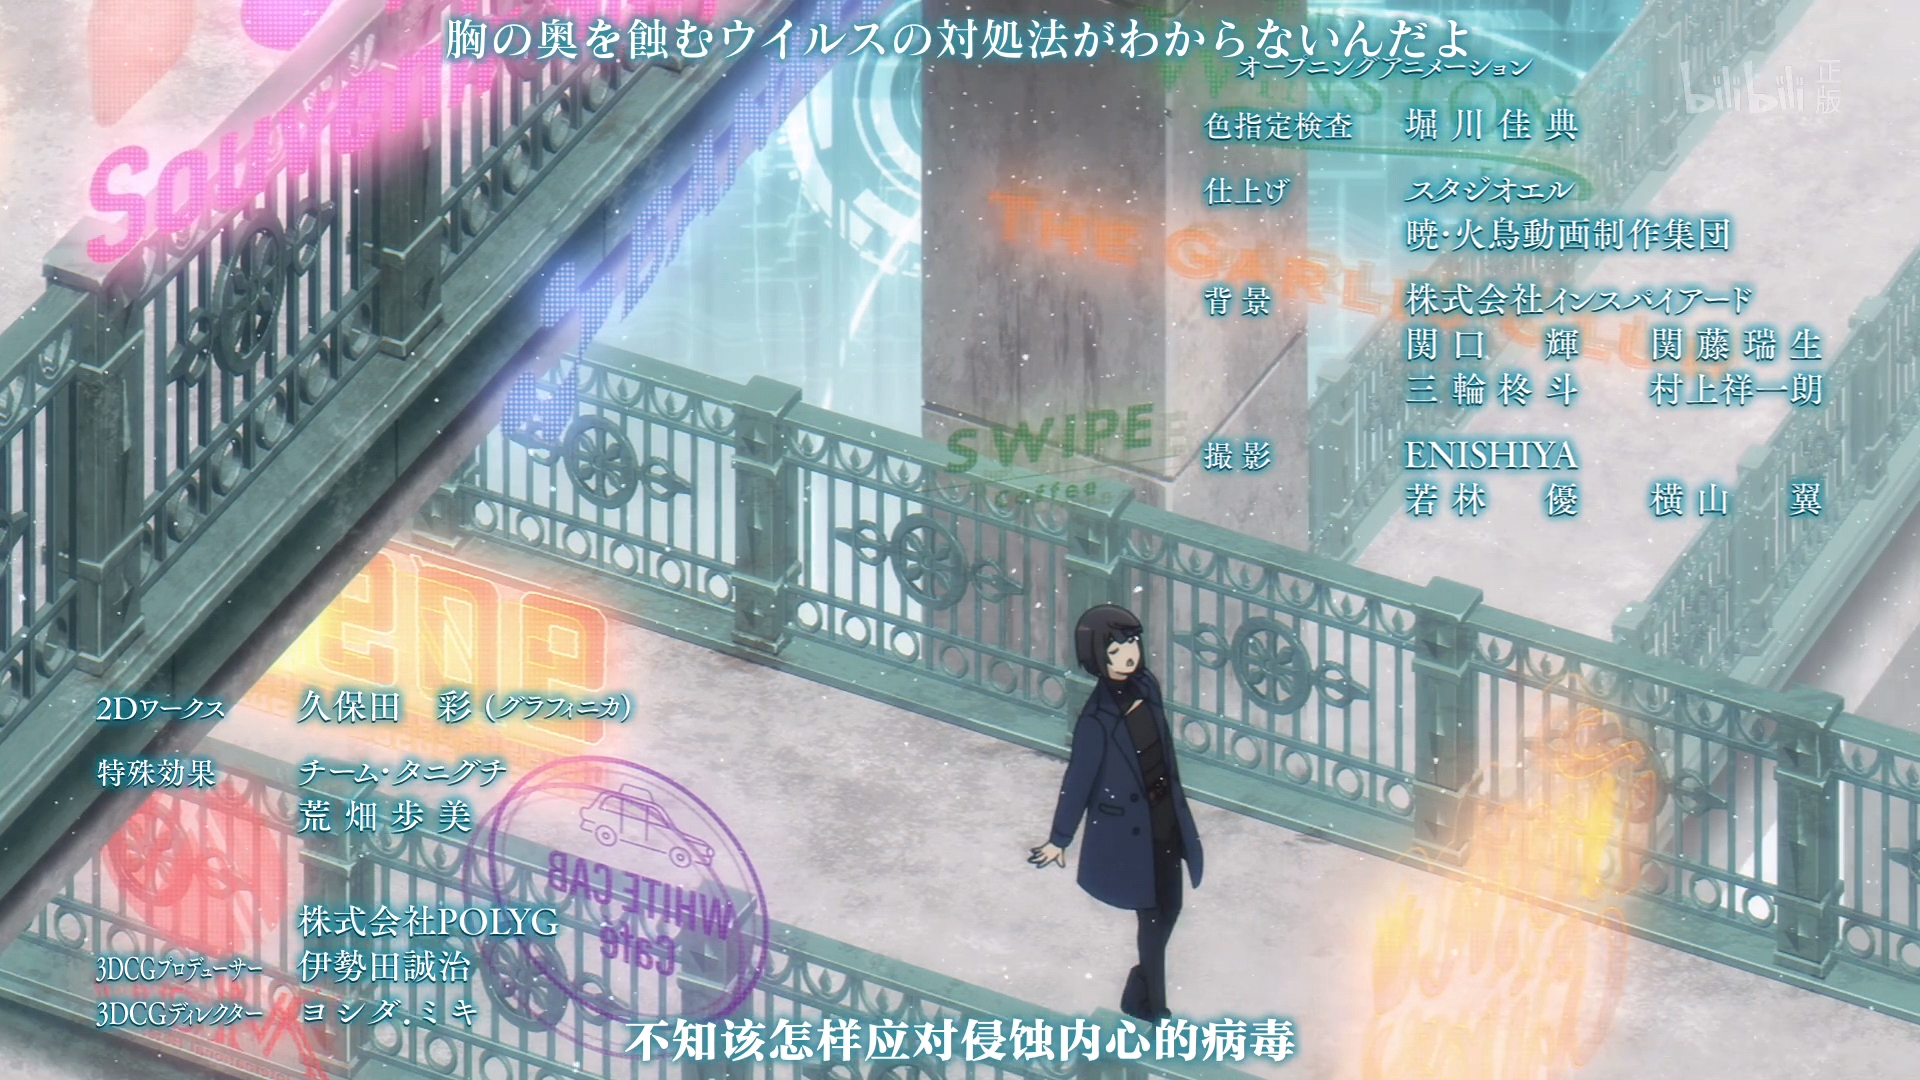 胸の奥を蝕むウイルスの対処法がわからないんだよ
オープニングアニメーション
bilibili 正版
色指定検査 堀川佳典
仕上げ スタジオエル
暁・火鳥動画制作集団
背景 株式会社インスパイアード
関口 輝 関藤瑞生
三輪柊斗 村上祥一朗
撮影 ENISHIYA
若林 優 横山 翼
WINSTON
THE GARLIC CLUB
SWIPE
Coffee
2Dワークス 久保田 彩（グラフィニカ）
特殊効果 チーム・タニグチ
荒畑歩美
WHITE CAB
Café
株式会社POLYG
3DCGプロデューサー 伊勢田誠治
3DCGディレクター ヨシダ.ミキ
不知该怎样应对侵蚀内心的病毒